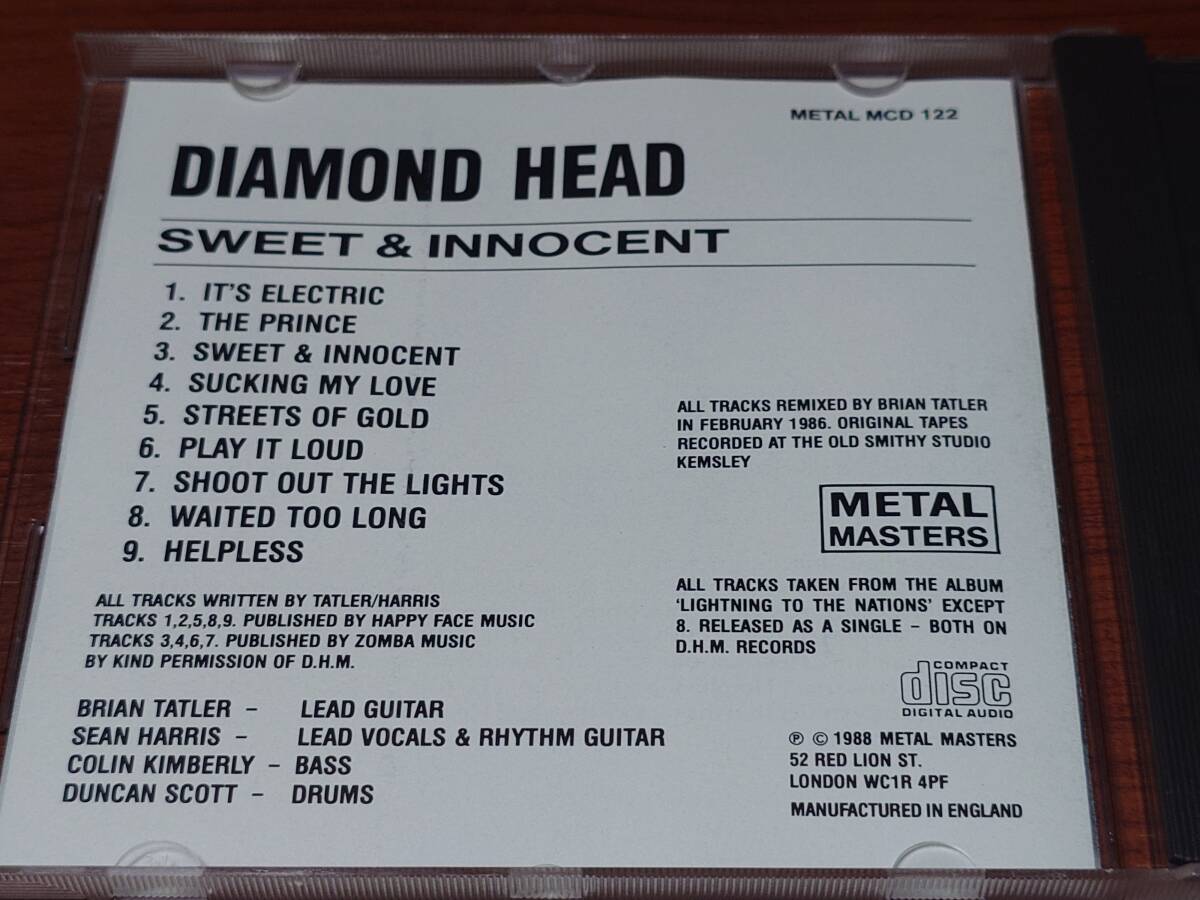 METAL MCD 122
DIAMOND HEAD
SWEET & INNOCENT
1. IT'S ELECTRIC
2. THE PRINCE
3. SWEET & INNOCENT
4. SUCKING MY LOVE
5. STREETS OF GOLD
6. PLAY IT LOUD
7. SHOOT OUT THE LIGHTS
8. WAITED TOO LONG
9. HELPLESS
ALL TRACKS WRITTEN BY TATLER/HARRIS
TRACKS 1,2,5,8,9. PUBLISHED BY HAPPY FACE MUSIC
TRACKS 3,4,6,7. PUBLISHED BY ZOMBA MUSIC
BY KIND PERMISSION OF D.H.M.
BRIAN TATLER – LEAD GUITAR
SEAN HARRIS – LEAD VOCALS & RHYTHM GUITAR
COLIN KIMBERLY – BASS
DUNCAN SCOTT – DRUMS
ALL TRACKS REMIXED BY BRIAN TATLER
IN FEBRUARY 1986. ORIGINAL TAPES
RECORDED AT THE OLD SMITHY STUDIO
KEMSLEY
METAL
MASTERS
ALL TRACKS TAKEN FROM THE ALBUM
'LIGHTNING TO THE NATIONS' EXCEPT
8. RELEASED AS A SINGLE – BOTH ON
D.H.M. RECORDS
COMPACT
disc
DIGITAL AUDIO
℗ © 1988 METAL MASTERS
52 RED LION ST.
LONDON WC1R 4PF
MANUFACTURED IN ENGLAND